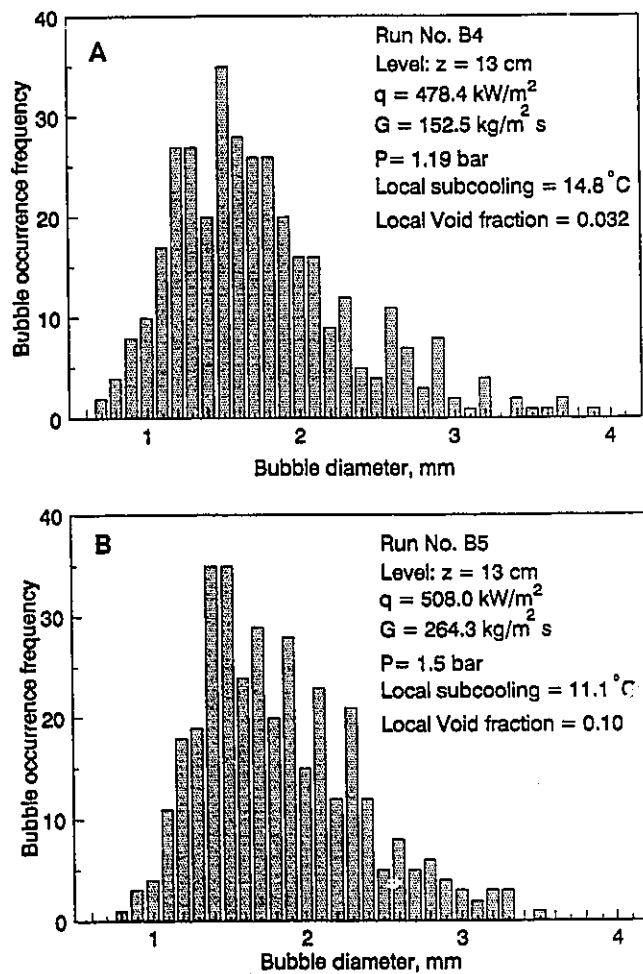 40
30
20
10
0
Bubble occurrence frequency
A
Run No. B4
Level: z = 13 cm
q = 478.4 kW/m²
G = 152.5 kg/m² s
P= 1.19 bar
Local subcooling = 14.8 °C
Local Void fraction = 0.032
1 2 3 4
Bubble diameter, mm
40
30
20
10
0
Bubble occurrence frequency
B
Run No. B5
Level: z = 13 cm
q = 508.0 kW/m²
G = 264.3 kg/m² s
P= 1.5 bar
Local subcooling = 11.1 °C
Local Void fraction = 0.10
1 2 3 4
Bubble diameter, mm